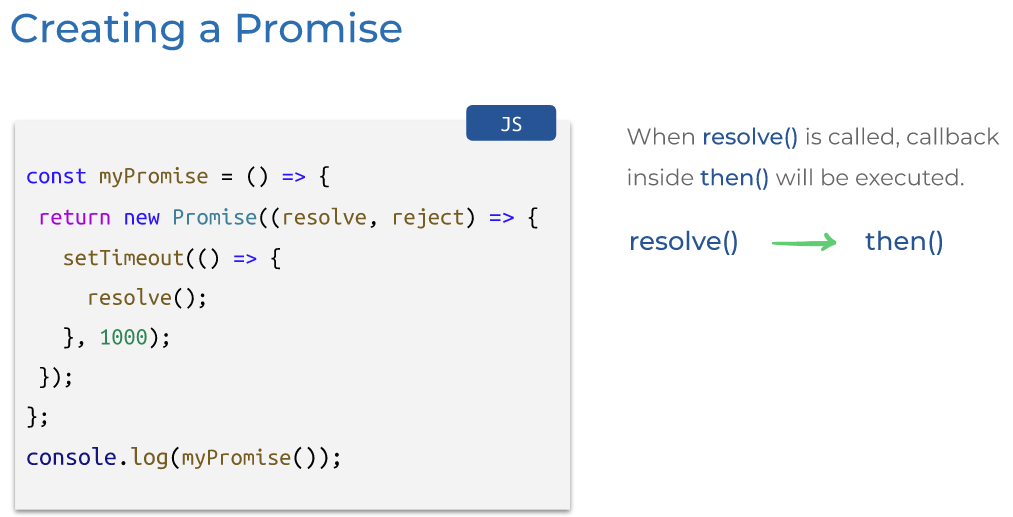 Creating a Promise
JS
const myPromise = () => {
return new Promise((resolve, reject) => {
setTimeout(() => {
resolve();
}, 1000);
});
};
console.log(myPromise());
When resolve() is called, callback
inside then() will be executed.
resolve() then()